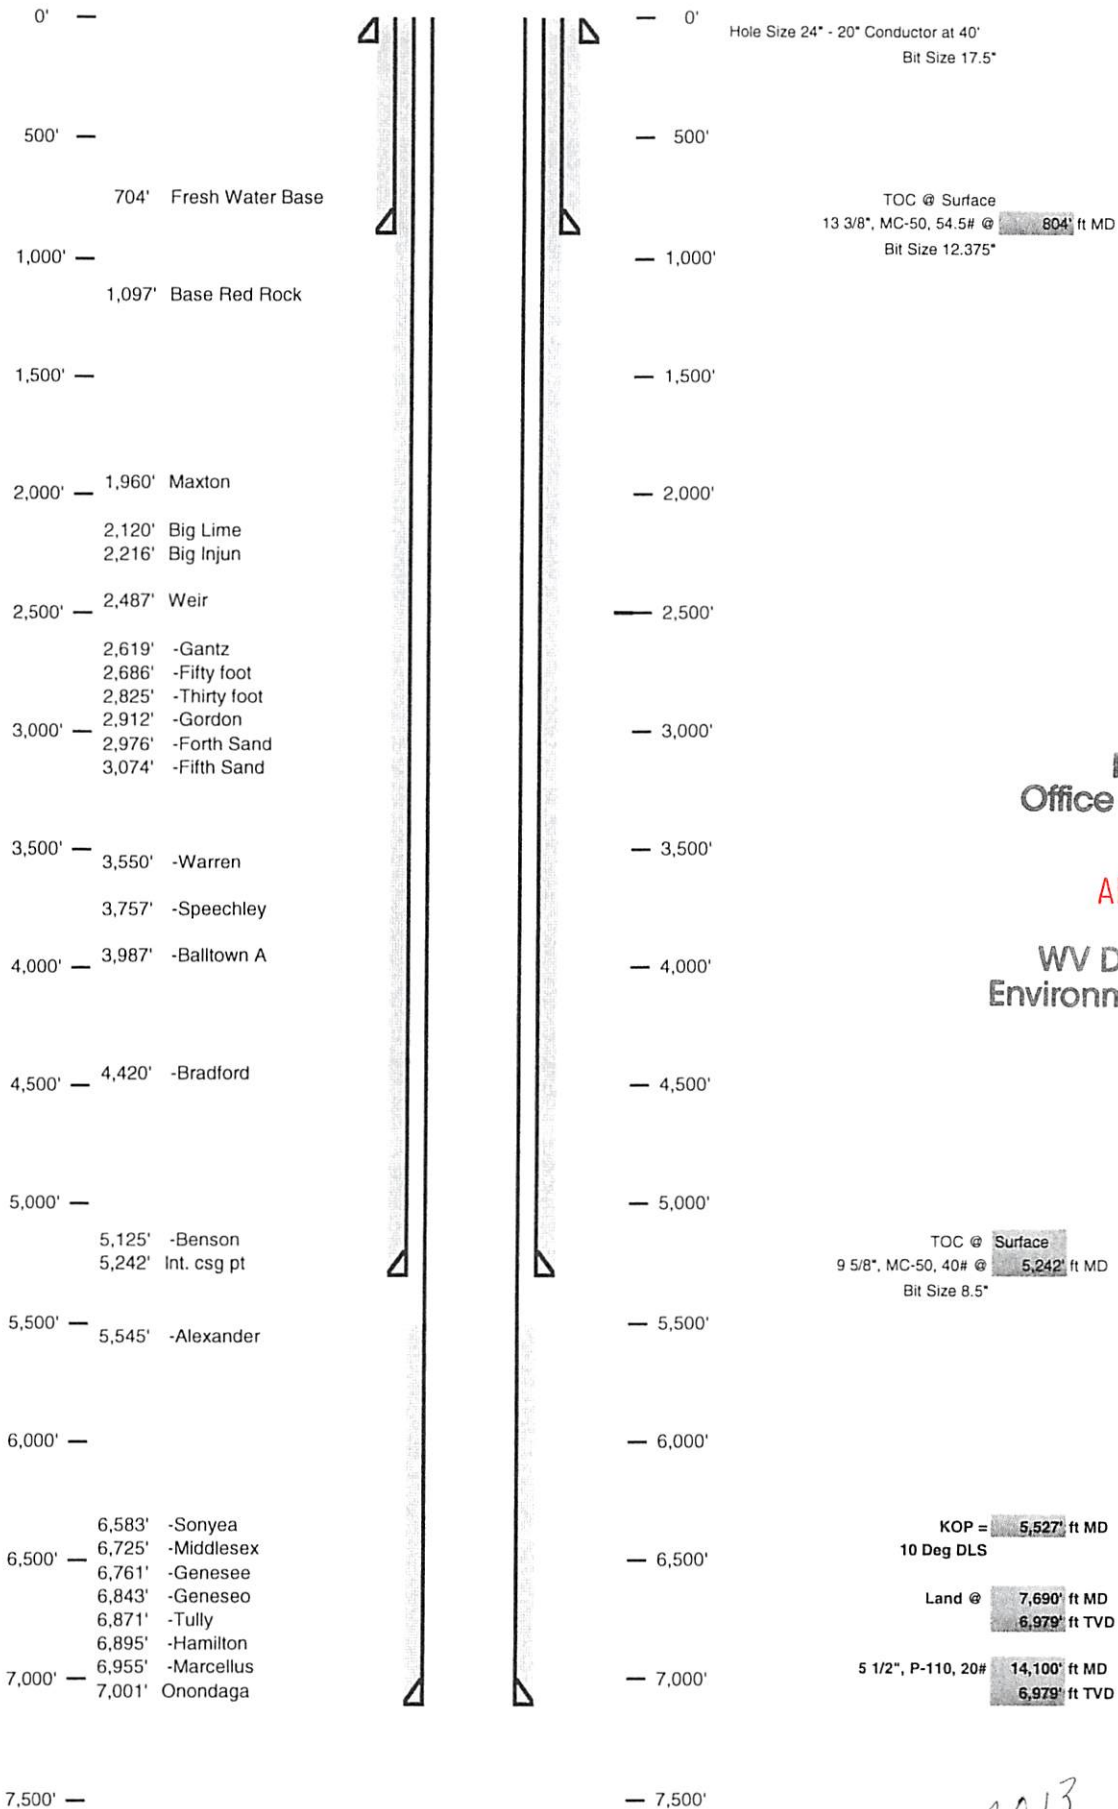 0' — — 0'
Hole Size 24" - 20" Conductor at 40'
Bit Size 17.5"
500' — — 500'
704' Fresh Water Base
TOC @ Surface
13 3/8", MC-50, 54.5# @ 804' ft MD
Bit Size 12.375"
1,000' — — 1,000'
1,097' Base Red Rock
1,500' — — 1,500'
1,960' Maxton
2,000' — — 2,000'
2,120' Big Lime
2,216' Big Injun
2,487' Weir
2,500' — — 2,500'
2,619' -Gantz
2,686' -Fifty foot
2,825' -Thirty foot
2,912' -Gordon
3,000' — — 3,000'
2,976' -Forth Sand
3,074' -Fifth Sand
Office
3,500' — — 3,500'
3,550' -Warren
3,757' -Speechley
3,987' -Balltown A
4,000' — — 4,000'
WV D
Environ
4,420' -Bradford
4,500' — — 4,500'
5,000' — — 5,000'
5,125' -Benson
TOC @ Surface
5,242' Int. csg pt
9 5/8", MC-50, 40# @ 5,242' ft MD
Bit Size 8.5"
5,500' — — 5,500'
5,545' -Alexander
6,000' — — 6,000'
6,583' -Sonyea
KOP = 5,527' ft MD
6,725' -Middlesex
10 Deg DLS
6,500' — — 6,500'
6,761' -Genesee
6,843' -Geneseo
Land @ 7,690' ft MD
6,871' -Tully
6,979' ft TVD
6,895' -Hamilton
6,955' -Marcellus
5 1/2", P-110, 20# 14,100' ft MD
7,000' — — 7,000'
7,001' Onondaga
6,979' ft TVD
7,500' — — 7,500'